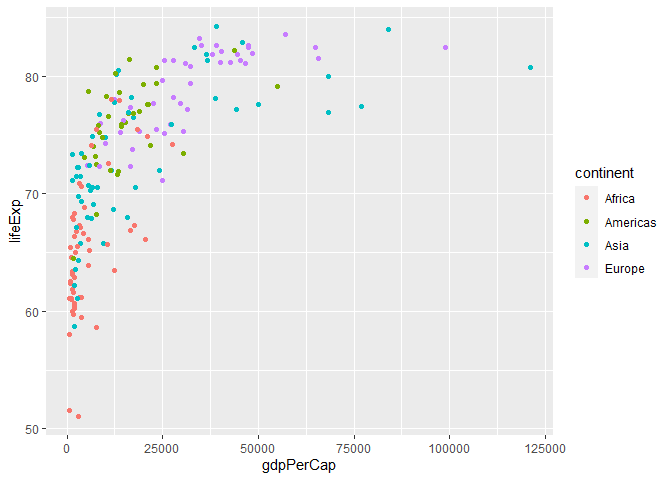 80
70
60
50
lifeExp
0
25000
50000
75000
100000
125000
gdpPerCap
continent
Africa
Americas
Asia
Europe